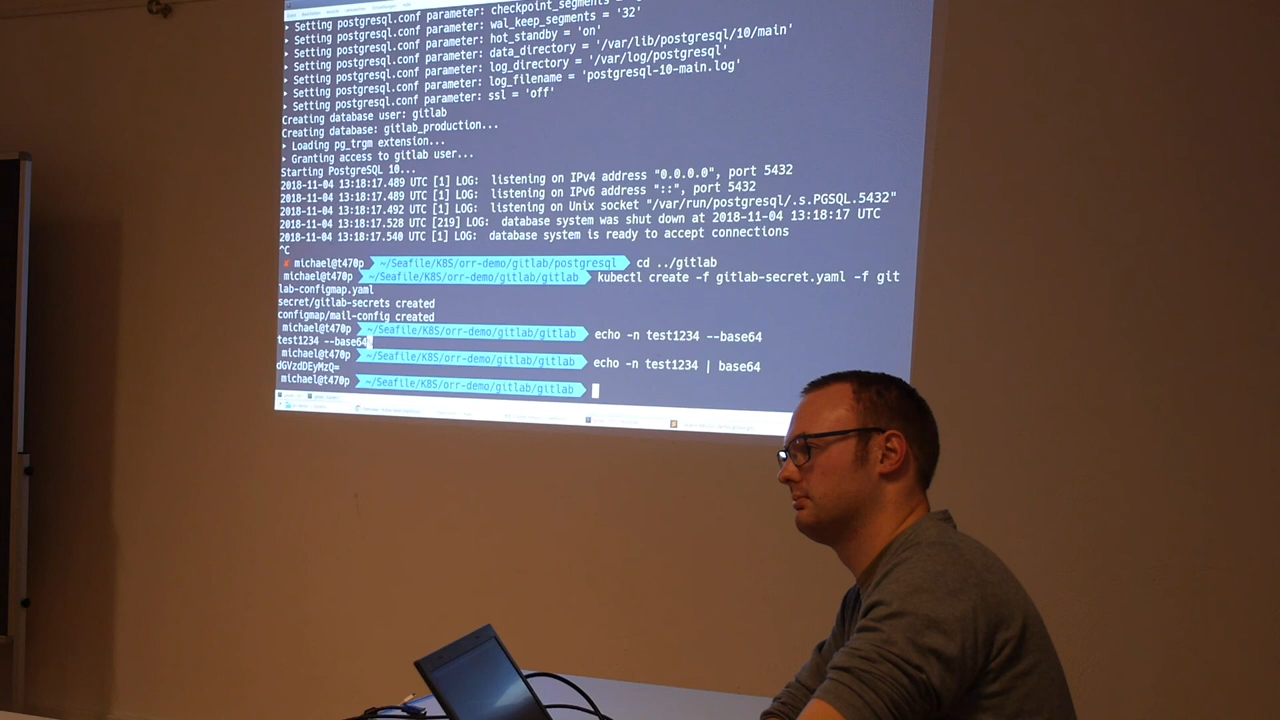 ▸ Setting postgresql.conf parameter: checkpoint_segments =
▸ Setting postgresql.conf parameter: wal_keep_segments = '32'
▸ Setting postgresql.conf parameter: hot_standby = 'on'
▸ Setting postgresql.conf parameter: data_directory = '/var/lib/postgresql/10/main'
▸ Setting postgresql.conf parameter: log_directory = '/var/log/postgresql'
▸ Setting postgresql.conf parameter: log_filename = 'postgresql-10-main.log'
▸ Setting postgresql.conf parameter: ssl = 'off'
Creating database user: gitlab
Creating database: gitlab_production...
▸ Loading pg_trgm extension...
▸ Granting access to gitlab user...
Starting PostgreSQL 10...
2018-11-04 13:18:17.489 UTC [1] LOG:  listening on IPv4 address "0.0.0.0", port 5432
2018-11-04 13:18:17.489 UTC [1] LOG:  listening on IPv6 address "::", port 5432
2018-11-04 13:18:17.492 UTC [1] LOG:  listening on Unix socket "/var/run/postgresql/.s.PGSQL.5432"
2018-11-04 13:18:17.528 UTC [219] LOG:  database system was shut down at 2018-11-04 13:18:17 UTC
2018-11-04 13:18:17.540 UTC [1] LOG:  database system is ready to accept connections
^C
✘ michael@t470p ~/Seafile/K8S/orr-demo/gitlab/postgresql cd ../gitlab
michael@t470p ~/Seafile/K8S/orr-demo/gitlab/gitlab kubectl create -f gitlab-secret.yaml -f git
lab-configmap.yaml
secret/gitlab-secrets created
configmap/mail-config created
michael@t470p ~/Seafile/K8S/orr-demo/gitlab/gitlab echo -n test1234 --base64
test1234 --base64
michael@t470p ~/Seafile/K8S/orr-demo/gitlab/gitlab echo -n test1234 | base64
dGVzdDEyMzQ=
michael@t470p ~/Seafile/K8S/orr-demo/gitlab/gitlab